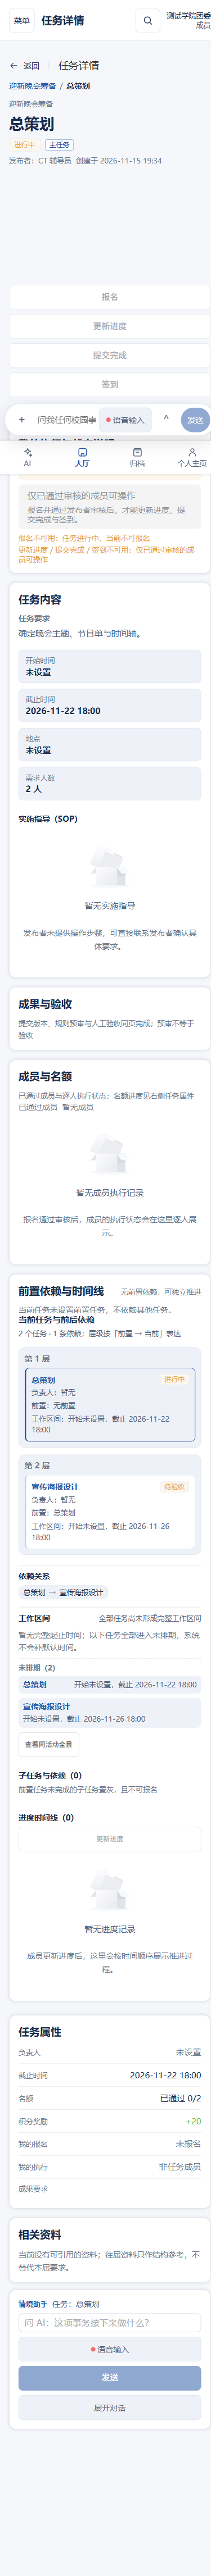 菜单
任务详情
测试学院团委
成员
← 返回
任务详情
迎新晚会筹备 / 总策划
迎新晚会筹备
总策划
进行中
主任务
发布者：CT 辅导员 创建于 2026-11-15 19:34
报名
更新进度
提交完成
签到
+
问我任何校园事
语音输入
^
发送
AI
大厅
归档
个人主页
仅已通过审核的成员可操作
报名并通过发布者审核后，才能更新进度、提
交完成与签到。
报名不可用：任务进行中，当前不可报名
更新进度 / 提交完成 / 签到不可用：仅已通过审核的成
员可操作
任务内容
任务要求
确定晚会主题、节目单与时间轴。
开始时间
未设置
截止时间
2026-11-22 18:00
地点
未设置
需求人数
2 人
实施指导（SOP）
暂无实施指导
发布者未提供操作步骤，可直接联系发布者确认具
体要求。
成果与验收
提交版本、规则预审与人工验收同页完成；预审不等于
验收
成员与名额
已通过成员与逐人执行状态；名额进度见右侧任务属性
已通过成员 暂无成员
暂无成员执行记录
报名通过审核后，成员的执行状态会在这里逐人展
示。
前置依赖与时间线
无前置依赖，可独立推进
当前任务未设置前置任务，不依赖其他任务。
当前任务与前后依赖
2 个任务 · 1 条依赖；层级按「前置 → 当前」表达
第 1 层
总策划
进行中
负责人：暂无
前置：无前置
工作区间：开始未设置，截止 2026-11-22
18:00
第 2 层
宣传海报设计
待验收
负责人：暂无
前置：总策划
工作区间：开始未设置，截止 2026-11-26
18:00
依赖关系
总策划 → 宣传海报设计
工作区间
全部任务尚未形成完整工作区间
暂无完整起止时间；以下任务全部进入未排期，系统
不会补默认时间。
未排期（2）
总策划
开始未设置，截止 2026-11-22 18:00
宣传海报设计
开始未设置，截止 2026-11-26 18:00
查看同活动全景
子任务与依赖（0）
前置任务未完成的子任务置灰，且不可报名
进度时间线（0）
更新进度
暂无进度记录
成员更新进度后，这里会按时间顺序展示推进过
程。
任务属性
负责人
未设置
截止时间
2026-11-22 18:00
名额
已通过 0/2
积分奖励
+20
我的报名
未报名
我的执行
非任务成员
成果要求
相关资料
当前没有可引用的资料；往届资料只作结构参考，不
替代本届要求。
情境助手 任务：总策划
问 AI：这项事务接下来做什么？
语音输入
发送
展开对话